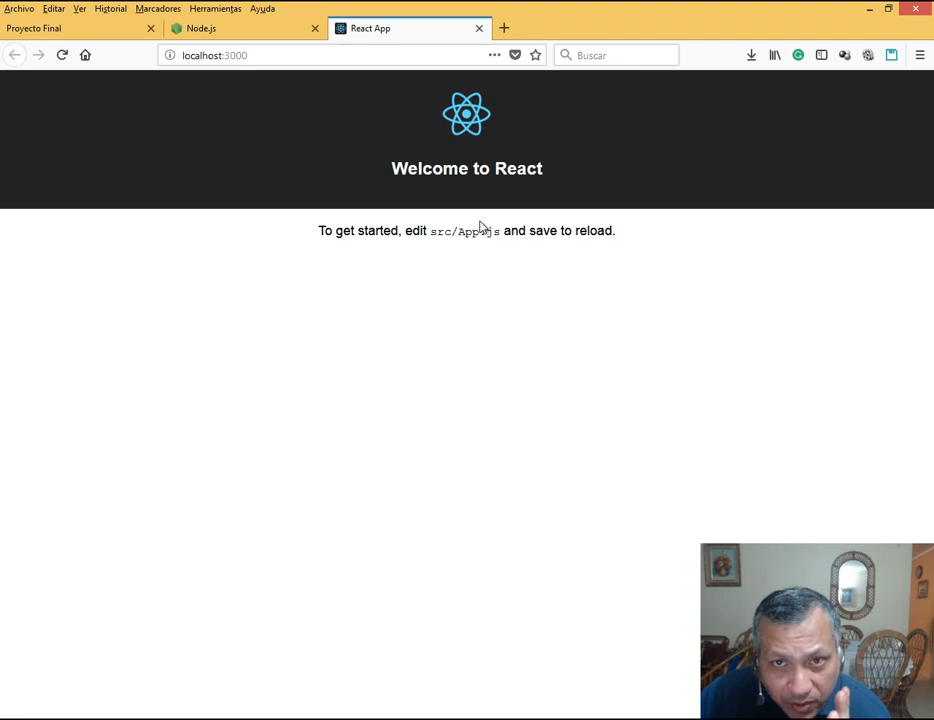 Archivo Editar Ver Historial Marcadores Herramientas Ayuda
Proyecto Final Node.js React App
localhost:3000 Buscar
Welcome to React
To get started, edit src/App.js and save to reload.